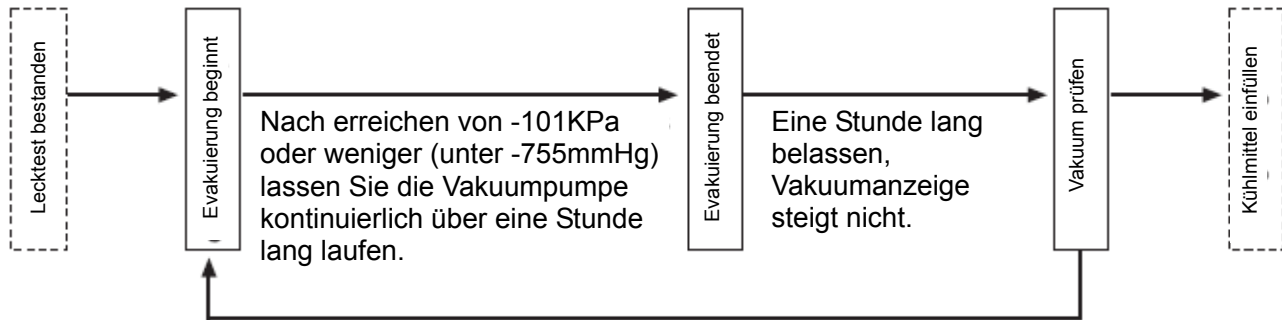 Lecktest bestanden
Evakuierung beginnt
Nach erreichen von -101KPa
oder weniger (unter -755mmHg)
lassen Sie die Vakuumpumpe
kontinuierlich über eine Stunde
lang laufen.
Evakuierung beendet
Eine Stunde lang
belassen,
Vakuumanzeige
steigt nicht.
Vakuum prüfen
Kühlmittel einfüllen